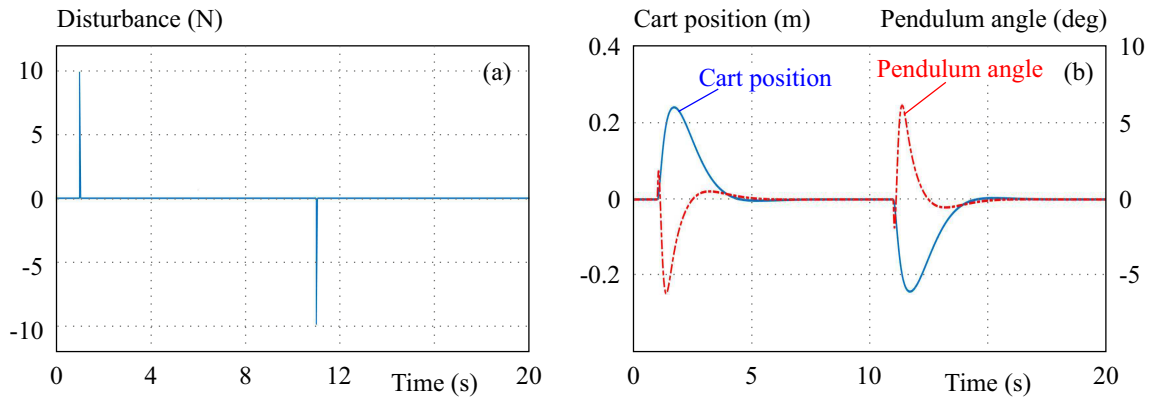 Disturbance (N)
10
(a)
5
0
-5
-10
0
4
8
12
Time (s)
20
Cart position (m)
Pendulum angle (deg)
0.4
10
Pendulum angle
(b)
Cart position
0.2
5
0
0
-0.2
-5
0
5
10
Time (s)
20